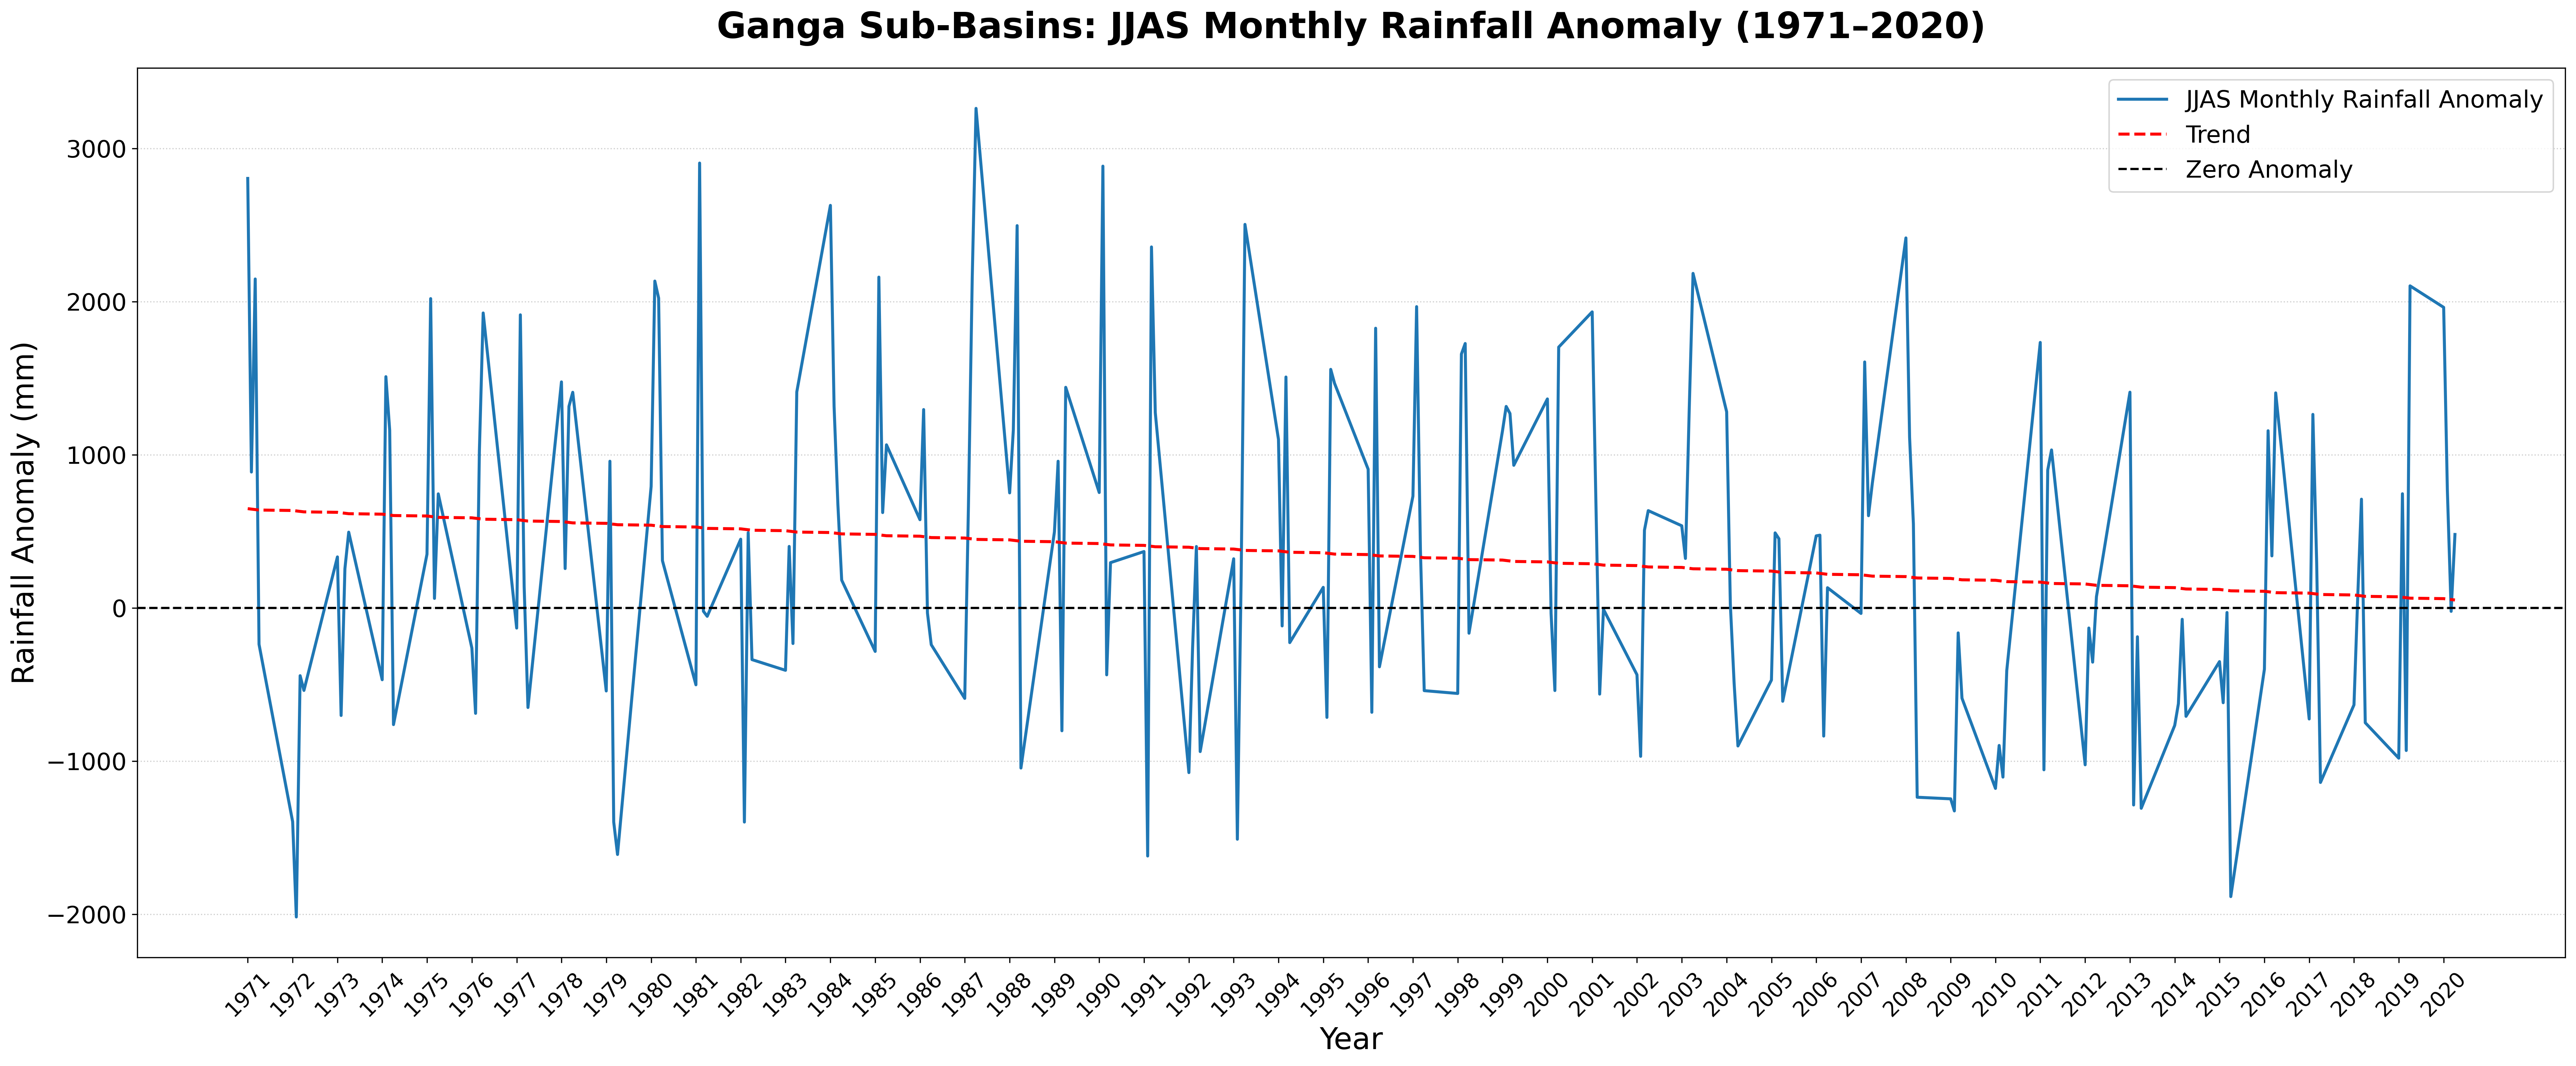 Ganga Sub-Basins: JJAS Monthly Rainfall Anomaly (1971–2020)
JJAS Monthly Rainfall Anomaly
Trend
Zero Anomaly
Rainfall Anomaly (mm)
3000
2000
1000
0
−1000
−2000
1971 1972 1973 1974 1975 1976 1977 1978 1979 1980 1981 1982 1983 1984 1985 1986 1987 1988 1989 1990 1991 1992 1993 1994 1995 1996 1997 1998 1999 2000 2001 2002 2003 2004 2005 2006 2007 2008 2009 2010 2011 2012 2013 2014 2015 2016 2017 2018 2019 2020
Year